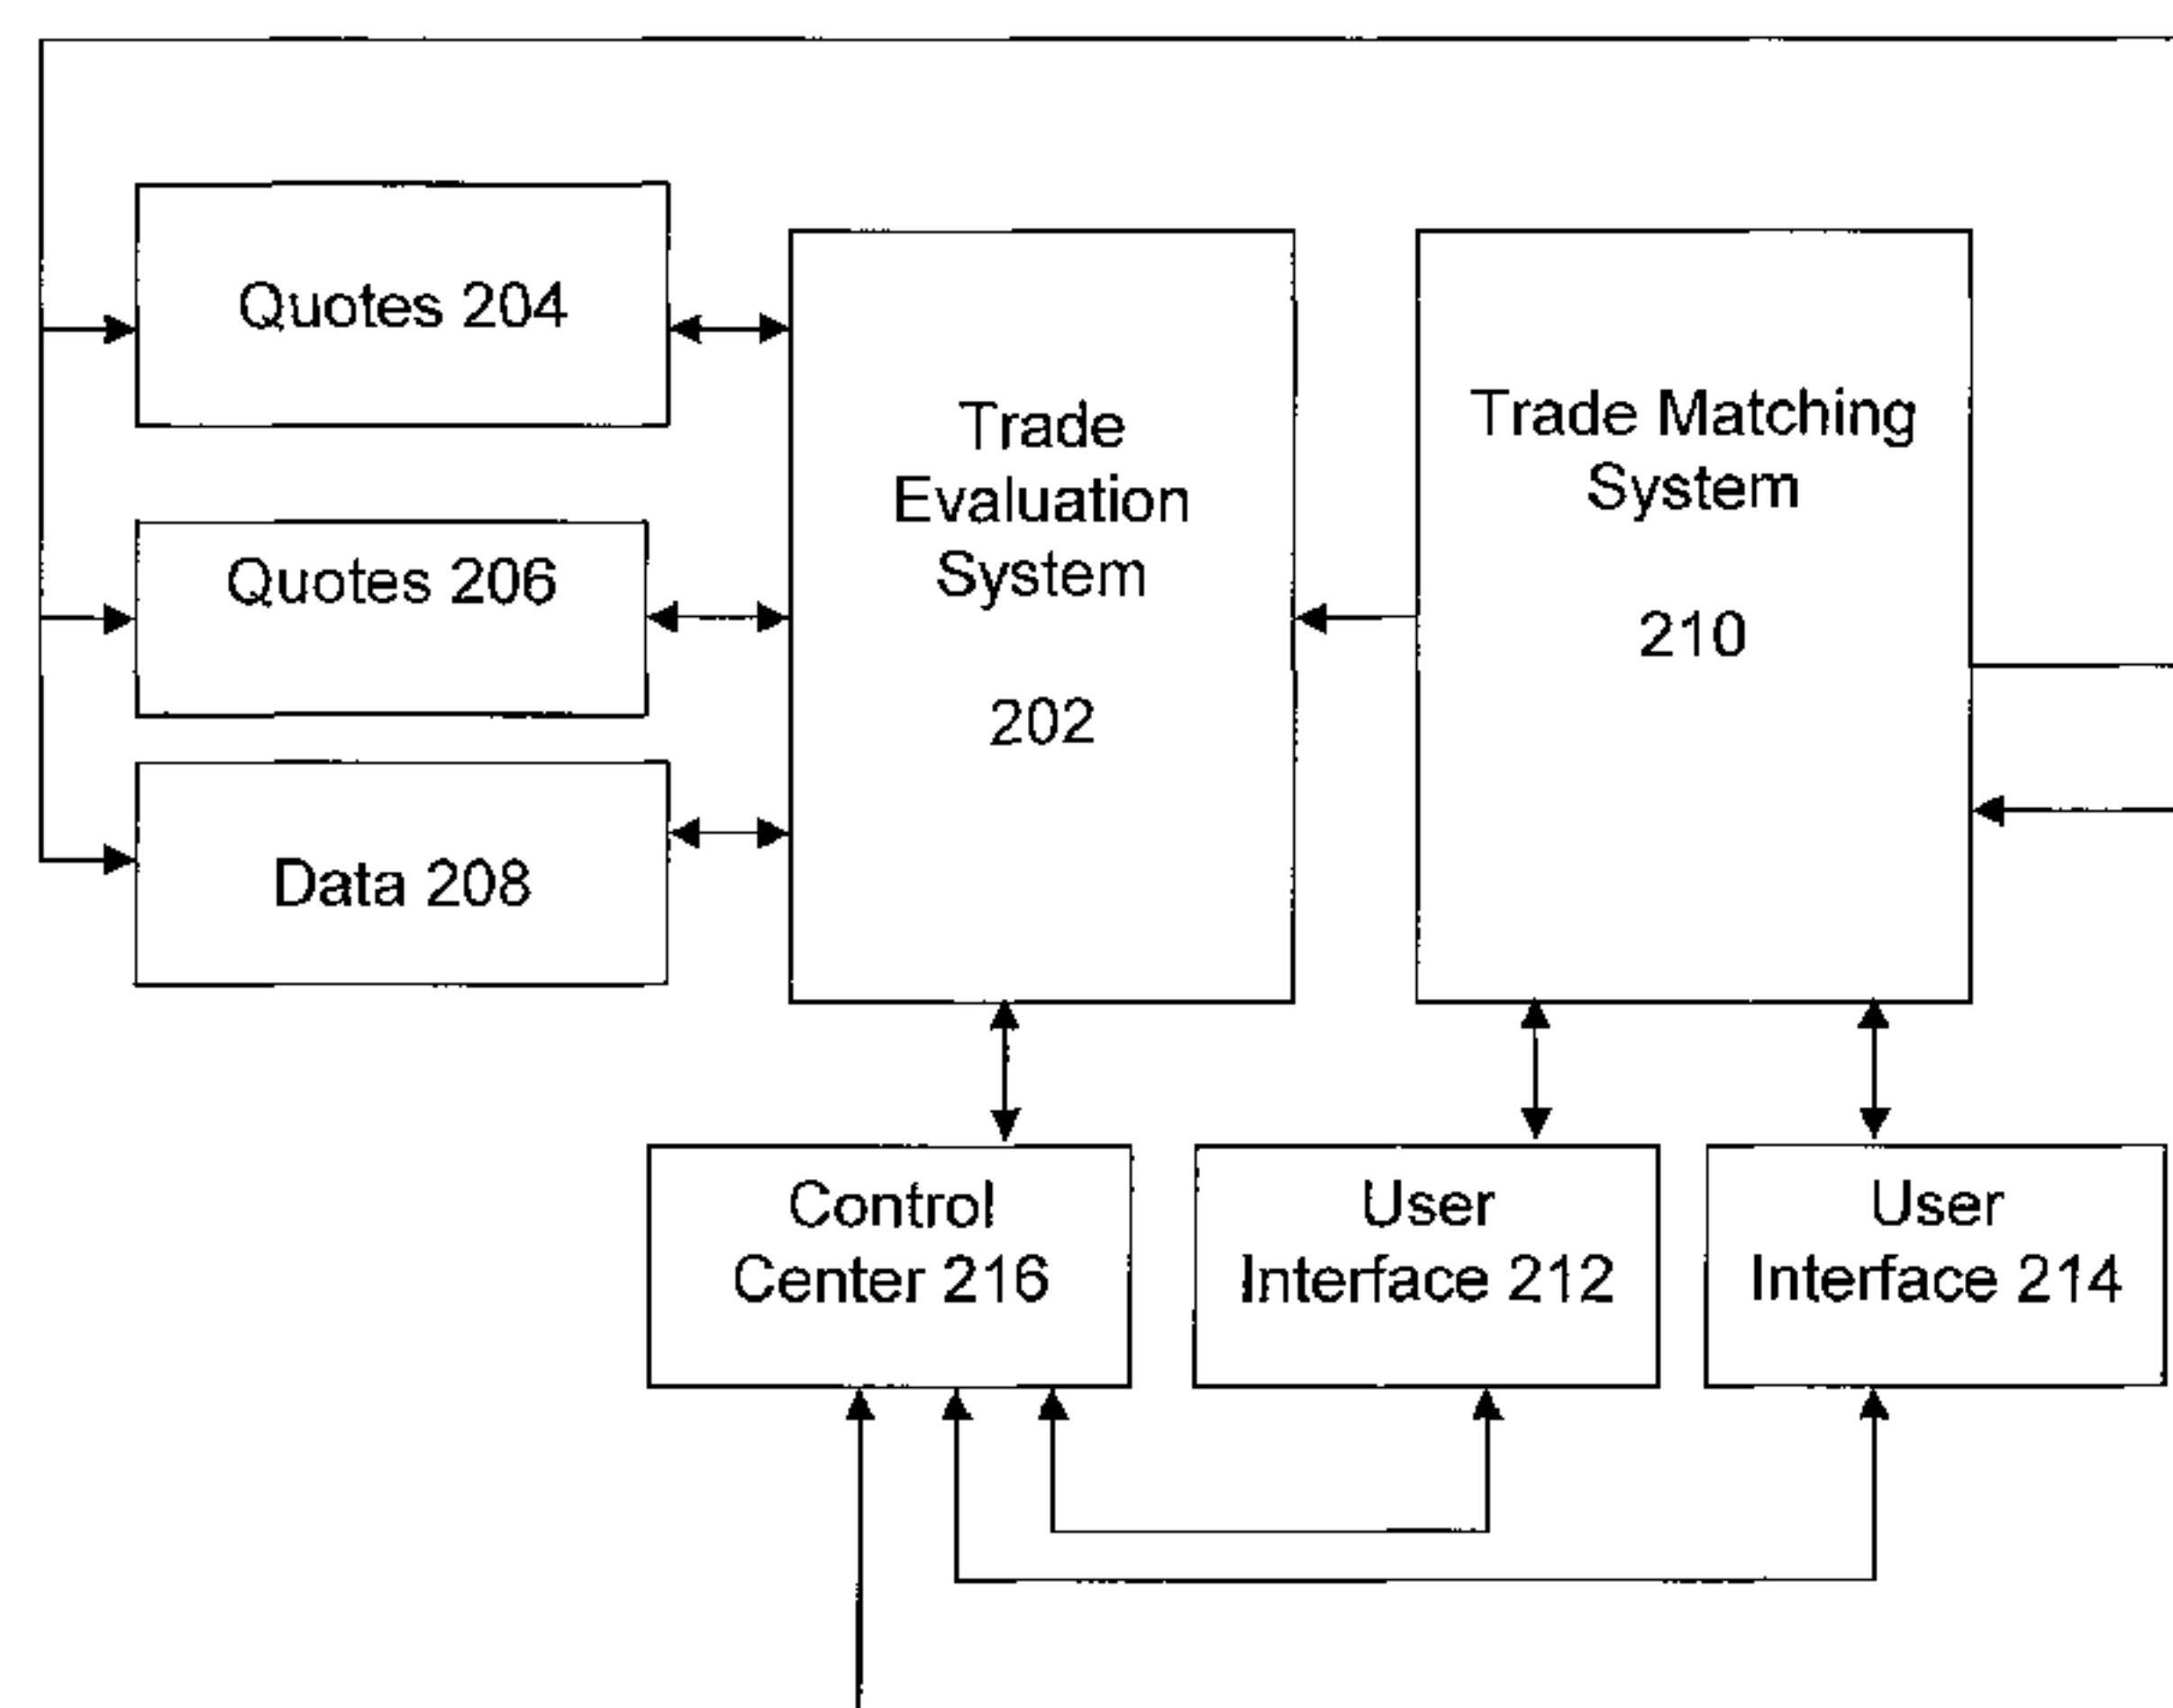 Quotes 204
Quotes 206
Data 208
Trade
Evaluation
System
202
Trade Matching
System
210
Control
Center 216
User
Interface 212
User
Interface 214